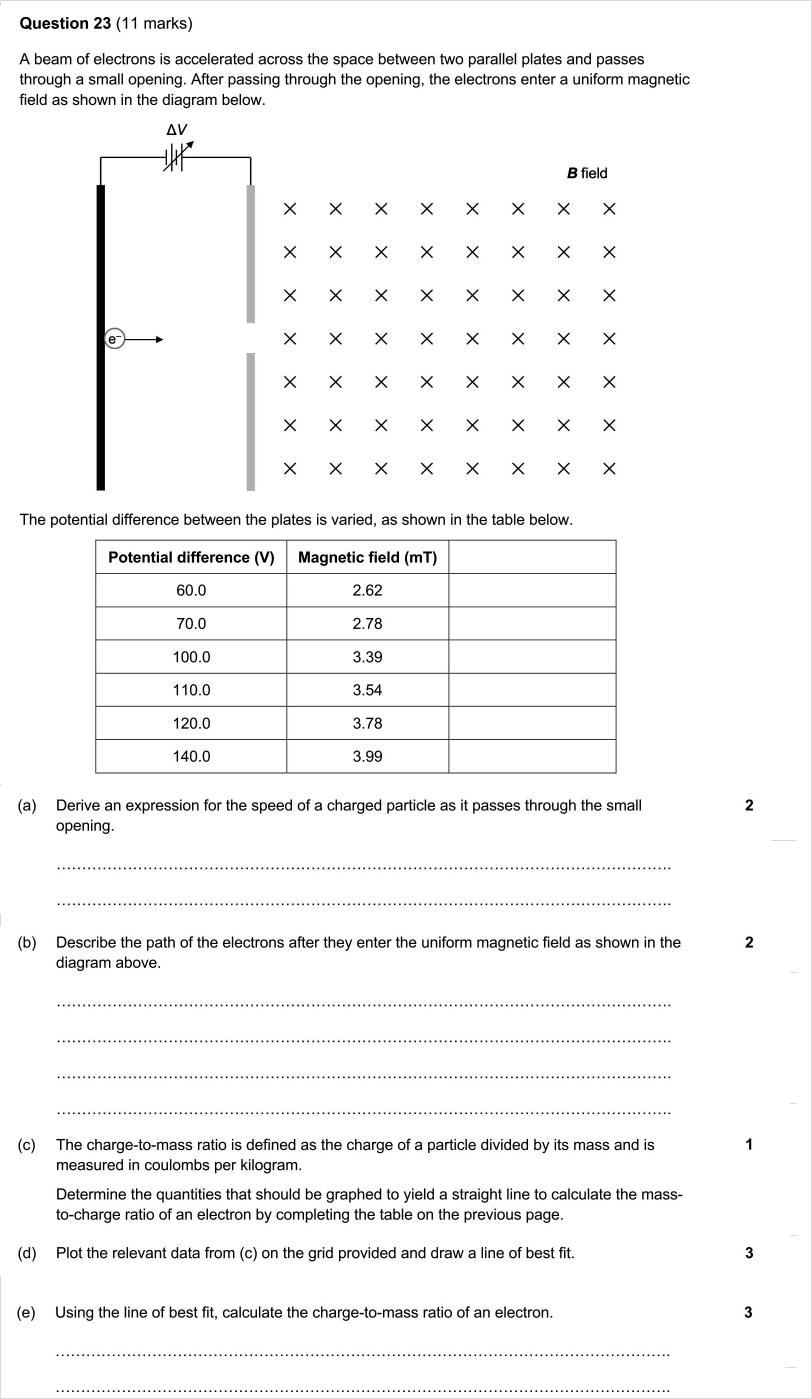 Question 23 (11 marks)
A beam of electrons is accelerated across the space between two parallel plates and passes
through a small opening. After passing through the opening, the electrons enter a uniform magnetic
field as shown in the diagram below.
ΔV
B field
× × × × × × × ×
× × × × × × × ×
× × × × × × × ×
e⁻ × × × × × × × ×
× × × × × × × ×
× × × × × × × ×
× × × × × × × ×
The potential difference between the plates is varied, as shown in the table below.
Potential difference (V) Magnetic field (mT)
60.0 2.62
70.0 2.78
100.0 3.39
110.0 3.54
120.0 3.78
140.0 3.99
(a) Derive an expression for the speed of a charged particle as it passes through the small 2
opening.
(b) Describe the path of the electrons after they enter the uniform magnetic field as shown in the 2
diagram above.
(c) The charge-to-mass ratio is defined as the charge of a particle divided by its mass and is 1
measured in coulombs per kilogram.
Determine the quantities that should be graphed to yield a straight line to calculate the mass-
to-charge ratio of an electron by completing the table on the previous page.
(d) Plot the relevant data from (c) on the grid provided and draw a line of best fit. 3
(e) Using the line of best fit, calculate the charge-to-mass ratio of an electron. 3